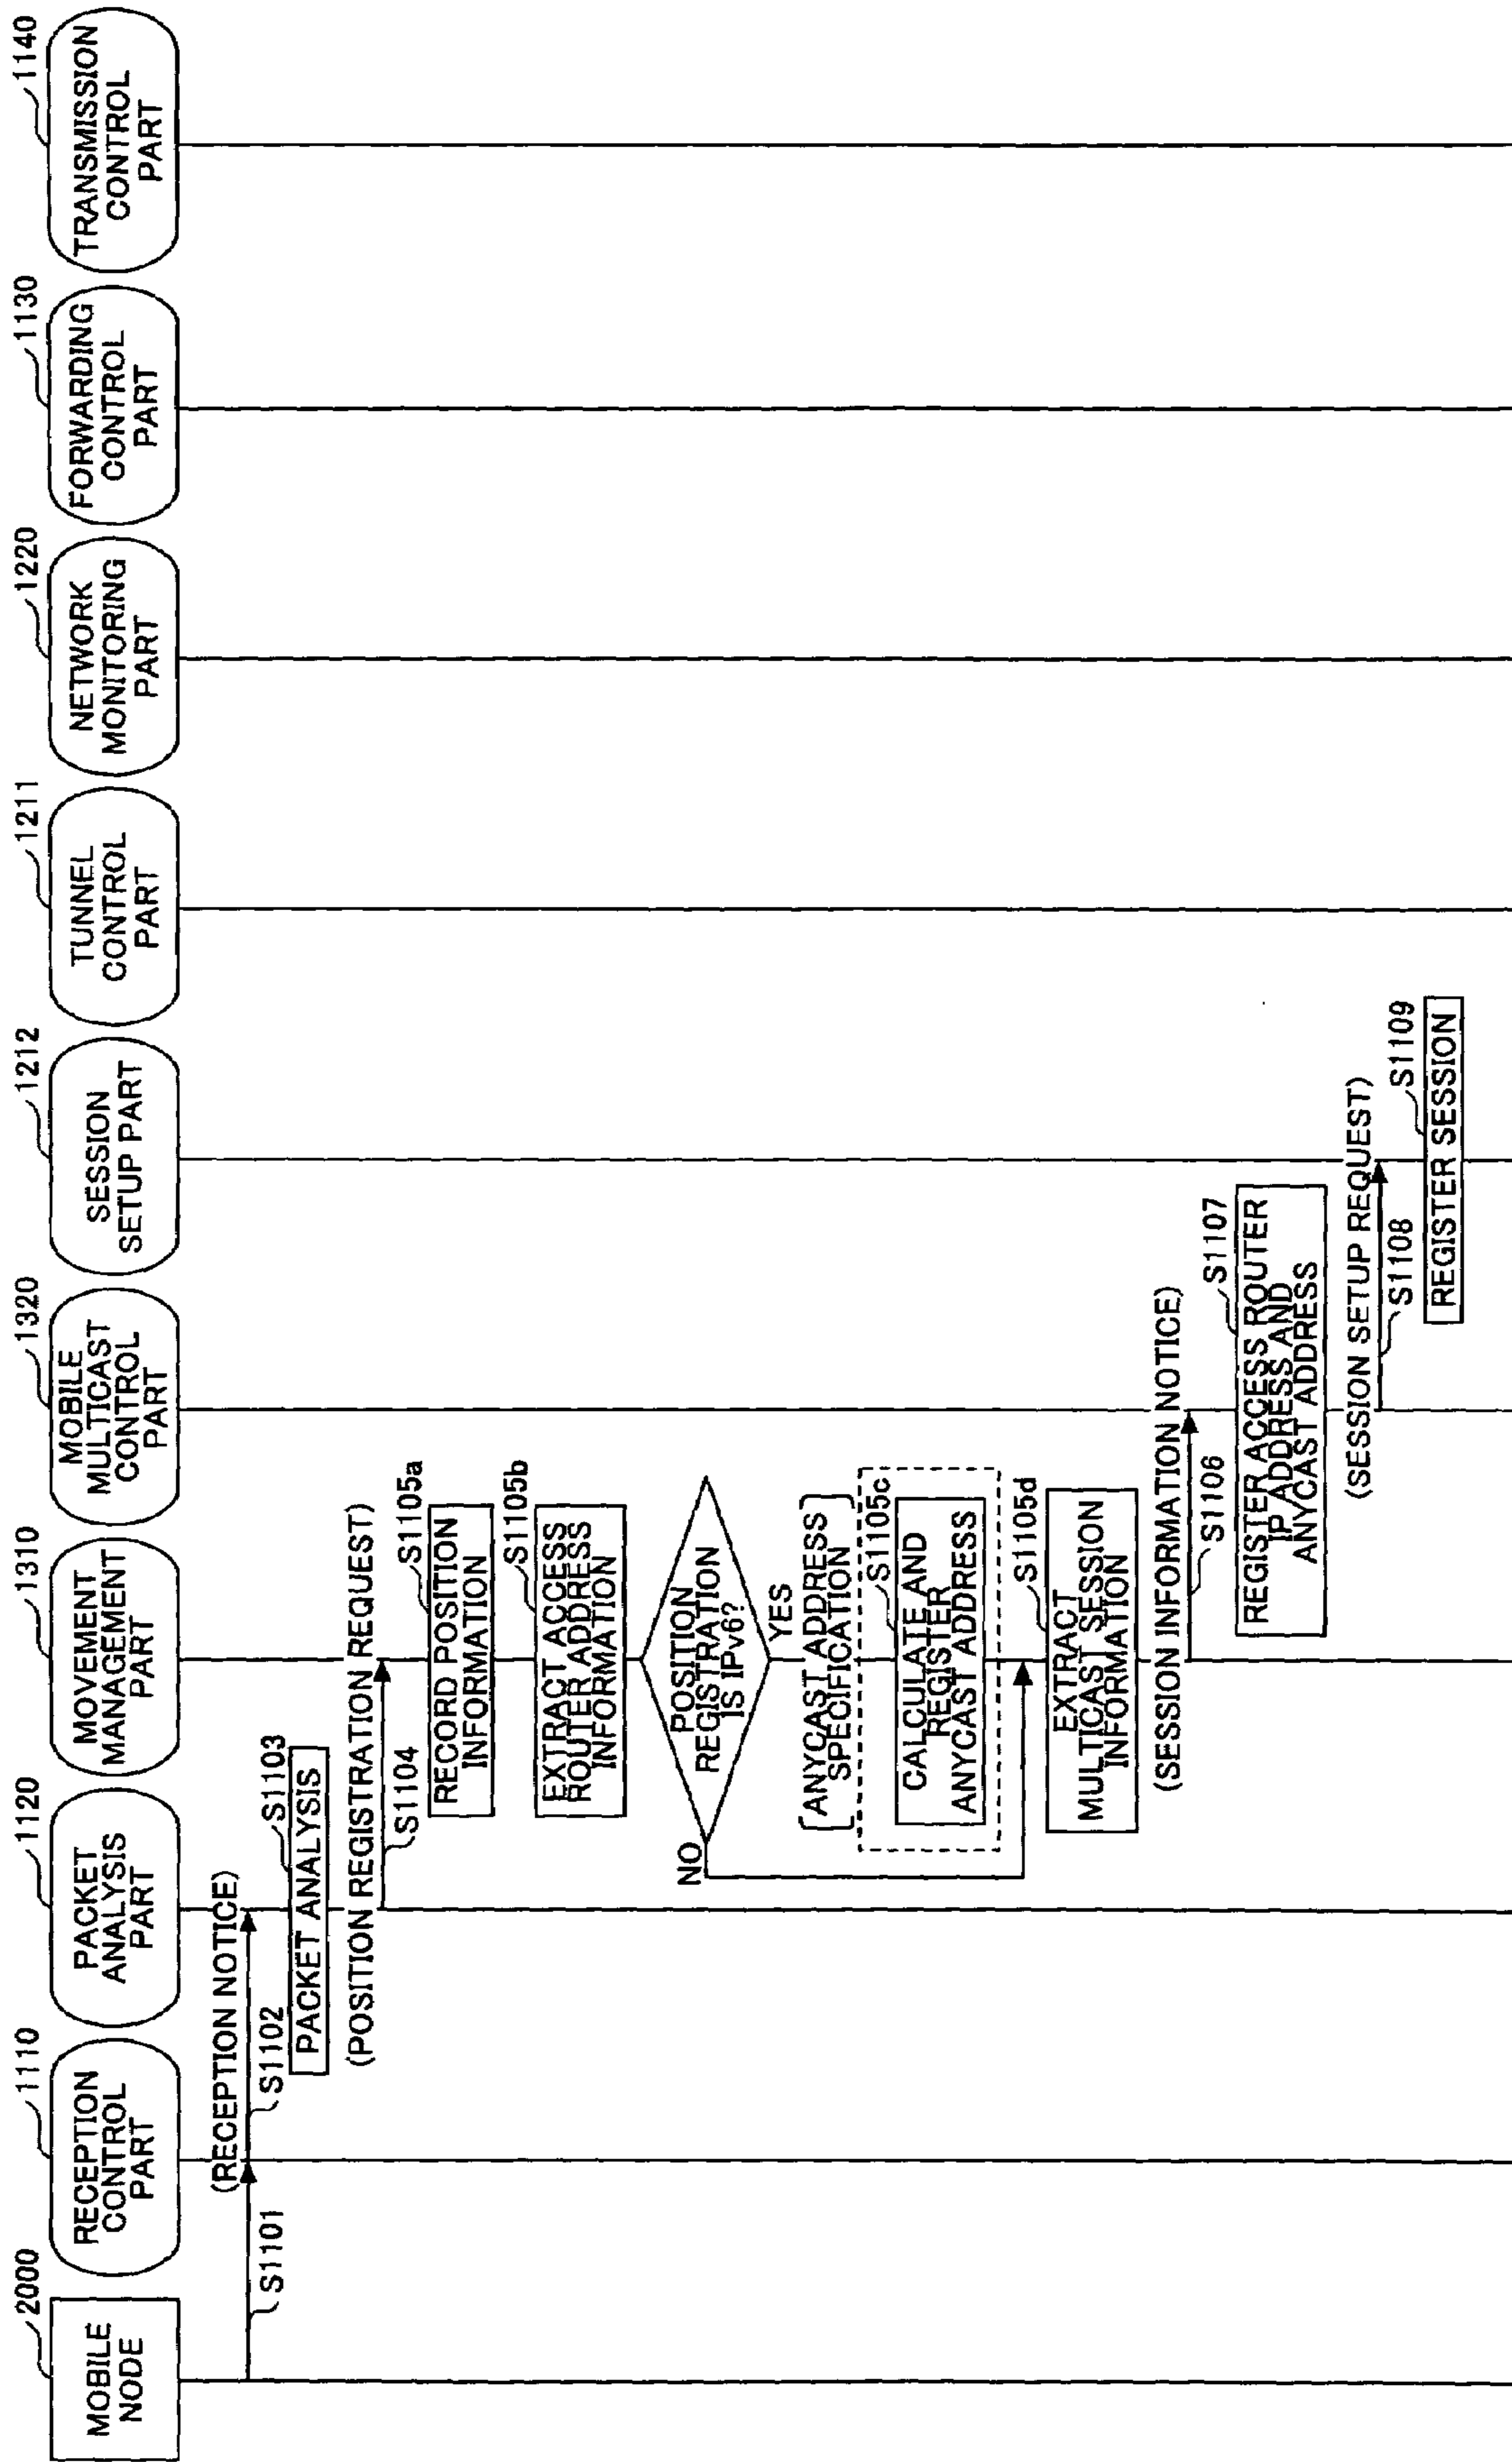 2000
MOBILE
NODE
1110
RECEPTION
CONTROL
PART
1120
PACKET
ANALYSIS
PART
1310
MOVEMENT
MANAGEMENT
PART
1320
MOBILE
MULTICAST
CONTROL
PART
1212
SESSION
SETUP PART
1211
TUNNEL
CONTROL
PART
1220
NETWORK
MONITORING
PART
1130
FORWARDING
CONTROL
PART
1140
TRANSMISSION
CONTROL
PART
(RECEPTION NOTICE)
S1101
S1102
S1103
PACKET ANALYSIS
(POSITION REGISTRATION REQUEST)
S1104
S1105a
RECORD POSITION
INFORMATION
S1105b
EXTRACT ACCESS
ROUTER ADDRESS
INFORMATION
POSITION
REGISTRATION
IS IPv6?
NO
YES
[ANYCAST ADDRESS
SPECIFICATION]
S1105c
CALCULATE AND
REGISTER
ANYCAST ADDRESS
S1105d
EXTRACT
MULTICAST SESSION
INFORMATION
(SESSION INFORMATION NOTICE)
S1106
S1107
REGISTER ACCESS ROUTER
IP ADDRESS AND
ANYCAST ADDRESS
(SESSION SETUP REQUEST)
S1108
S1109
REGISTER SESSION